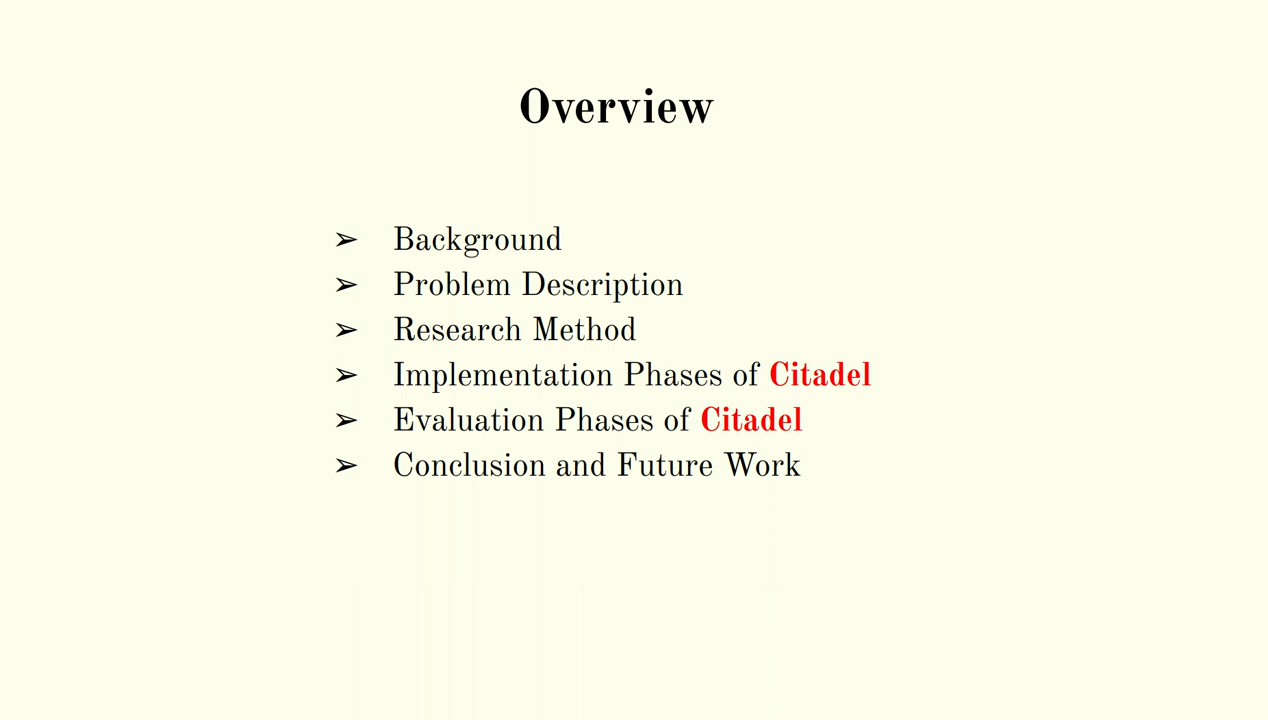 Overview
➢ Background
➢ Problem Description
➢ Research Method
➢ Implementation Phases of Citadel
➢ Evaluation Phases of Citadel
➢ Conclusion and Future Work